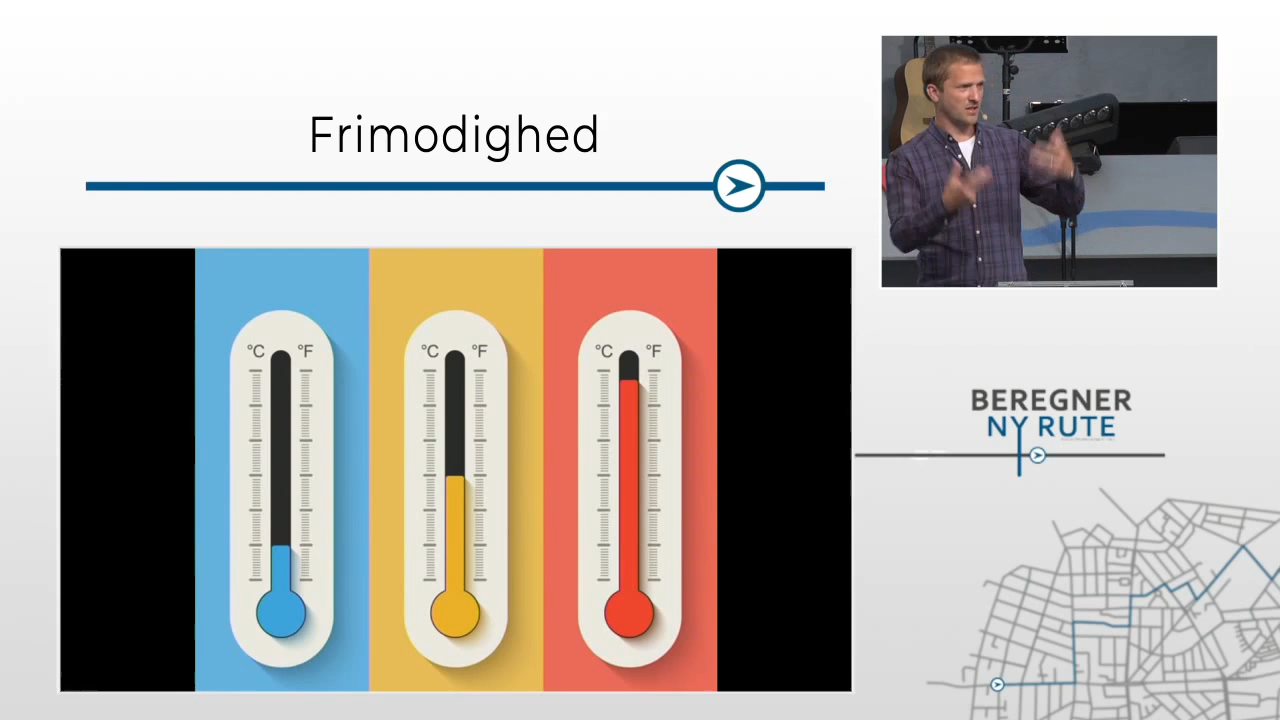 Frimodighed
°C °F
°C °F
°C °F
BEREGNER
NY RUTE